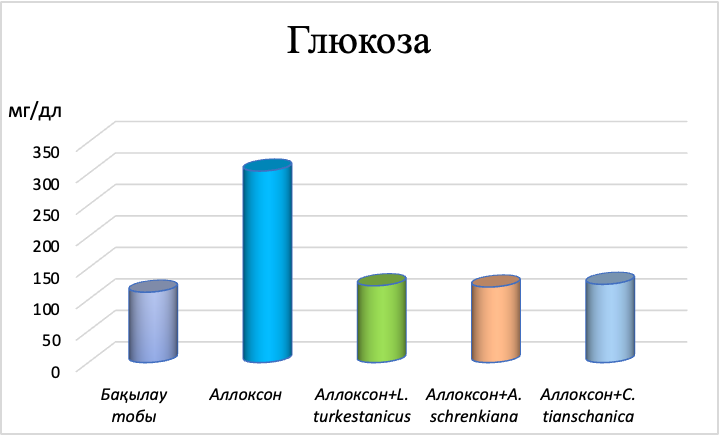 Глюкоза
мг/дл
350
300
250
200
150
100
50
0
Бақылау
тобы
Аллоксон
Аллоксон+L.
turkestanicus
Аллоксон+A.
schrenkiana
Аллоксон+C.
tianschanica